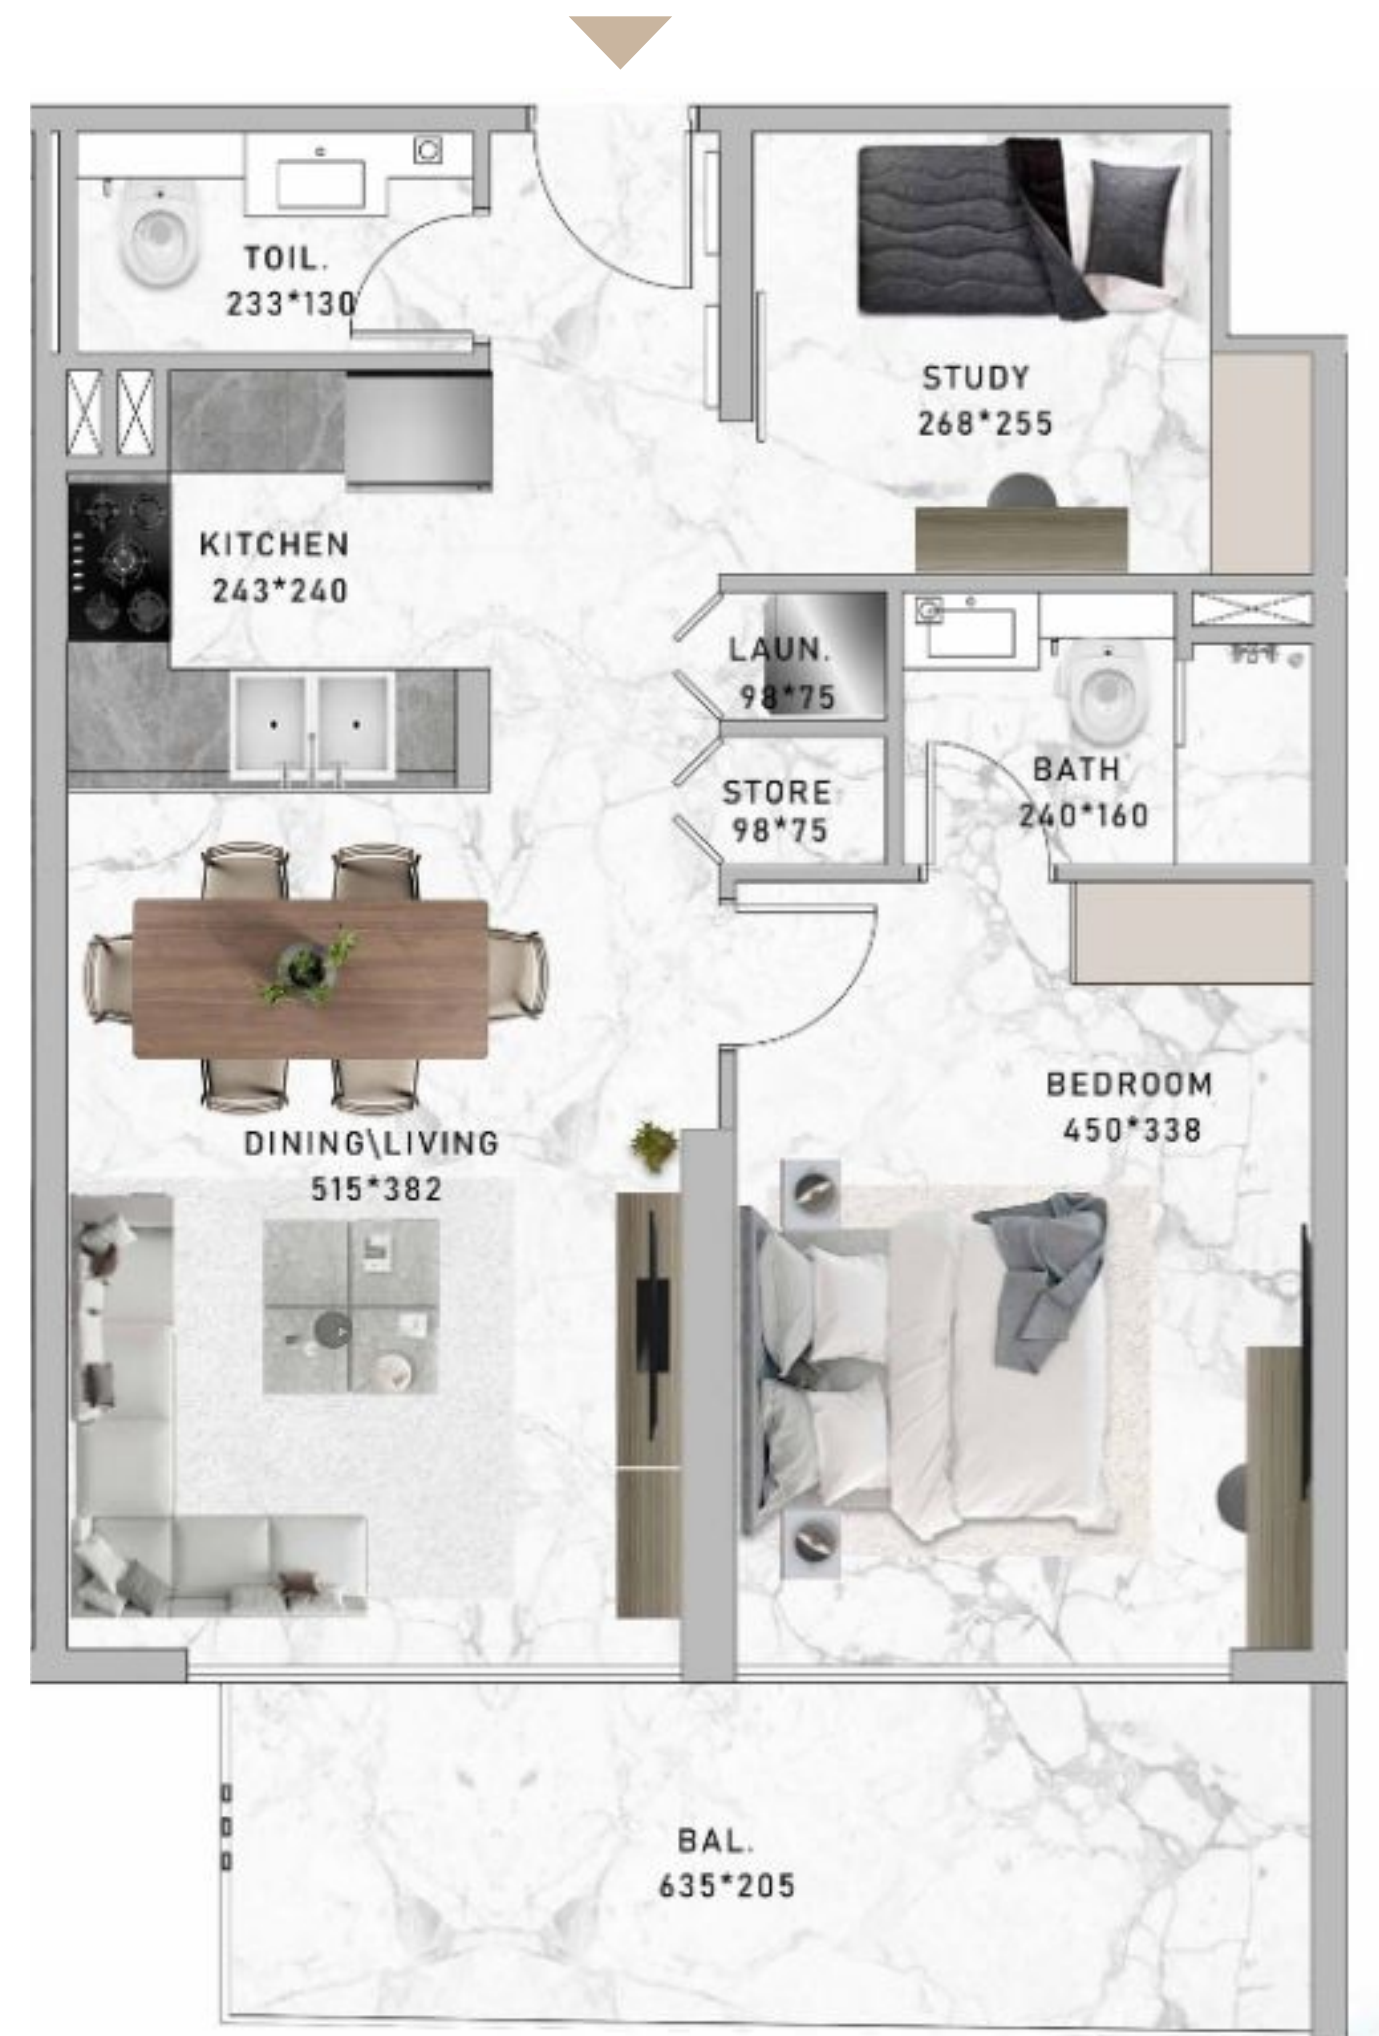 TOIL.
233*130
STUDY
268*255
KITCHEN
243*240
LAUN.
98*75
STORE
98*75
BATH
240*160
BEDROOM
450*338
DINING\LIVING
515*382
BAL.
635*205